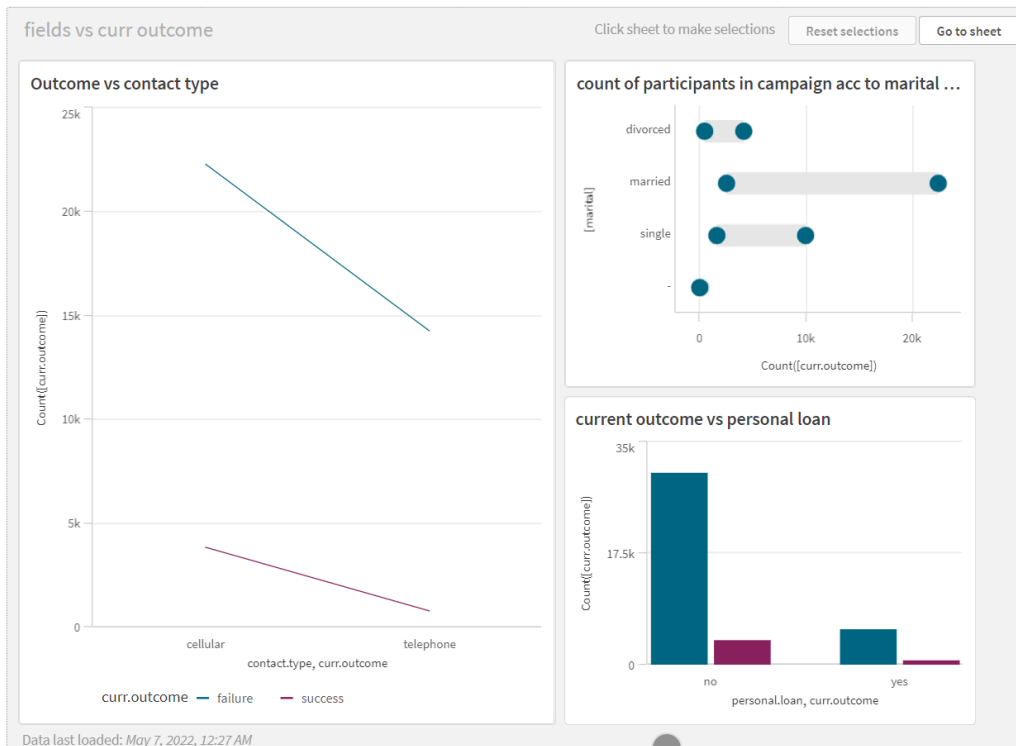 fields vs curr outcome
Click sheet to make selections
Reset selections
Go to sheet
Outcome vs contact type
25k
20k
15k
10k
5k
0
Count([curr.outcome])
cellular
telephone
contact.type, curr.outcome
curr.outcome failure success
count of participants in campaign acc to marital …
[marital]
divorced
married
single
-
0 10k 20k
Count([curr.outcome])
current outcome vs personal loan
35k
17.5k
0
Count([curr.outcome])
no yes
personal.loan, curr.outcome
Data last loaded: May 7, 2022, 12:27 AM